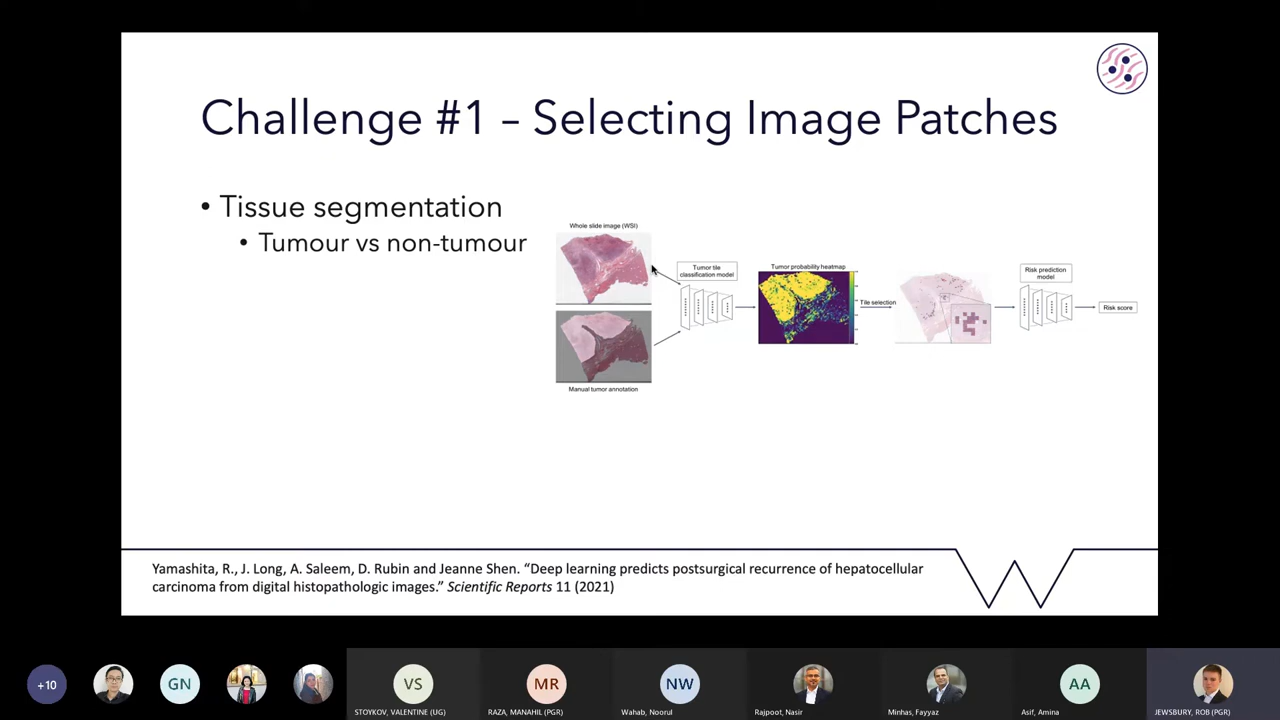 Challenge #1 – Selecting Image Patches
• Tissue segmentation
• Tumour vs non-tumour
Whole slide image (WSI)
Manual tumor annotation
Tumor tile
classification model
Tumor probability heatmap
Tile selection
Risk prediction
model
Risk score
Yamashita, R., J. Long, A. Saleem, D. Rubin and Jeanne Shen. “Deep learning predicts postsurgical recurrence of hepatocellular
carcinoma from digital histopathologic images.” Scientific Reports 11 (2021)
+10
GN
VS
STOYKOV, VALENTINE (UG)
MR
RAZA, MANAHIL (PGR)
NW
Wahab, Noorul
Rajpoot, Nasir
Minhas, Fayyaz
AA
Asif, Amina
JEWSBURY, ROB (PGR)